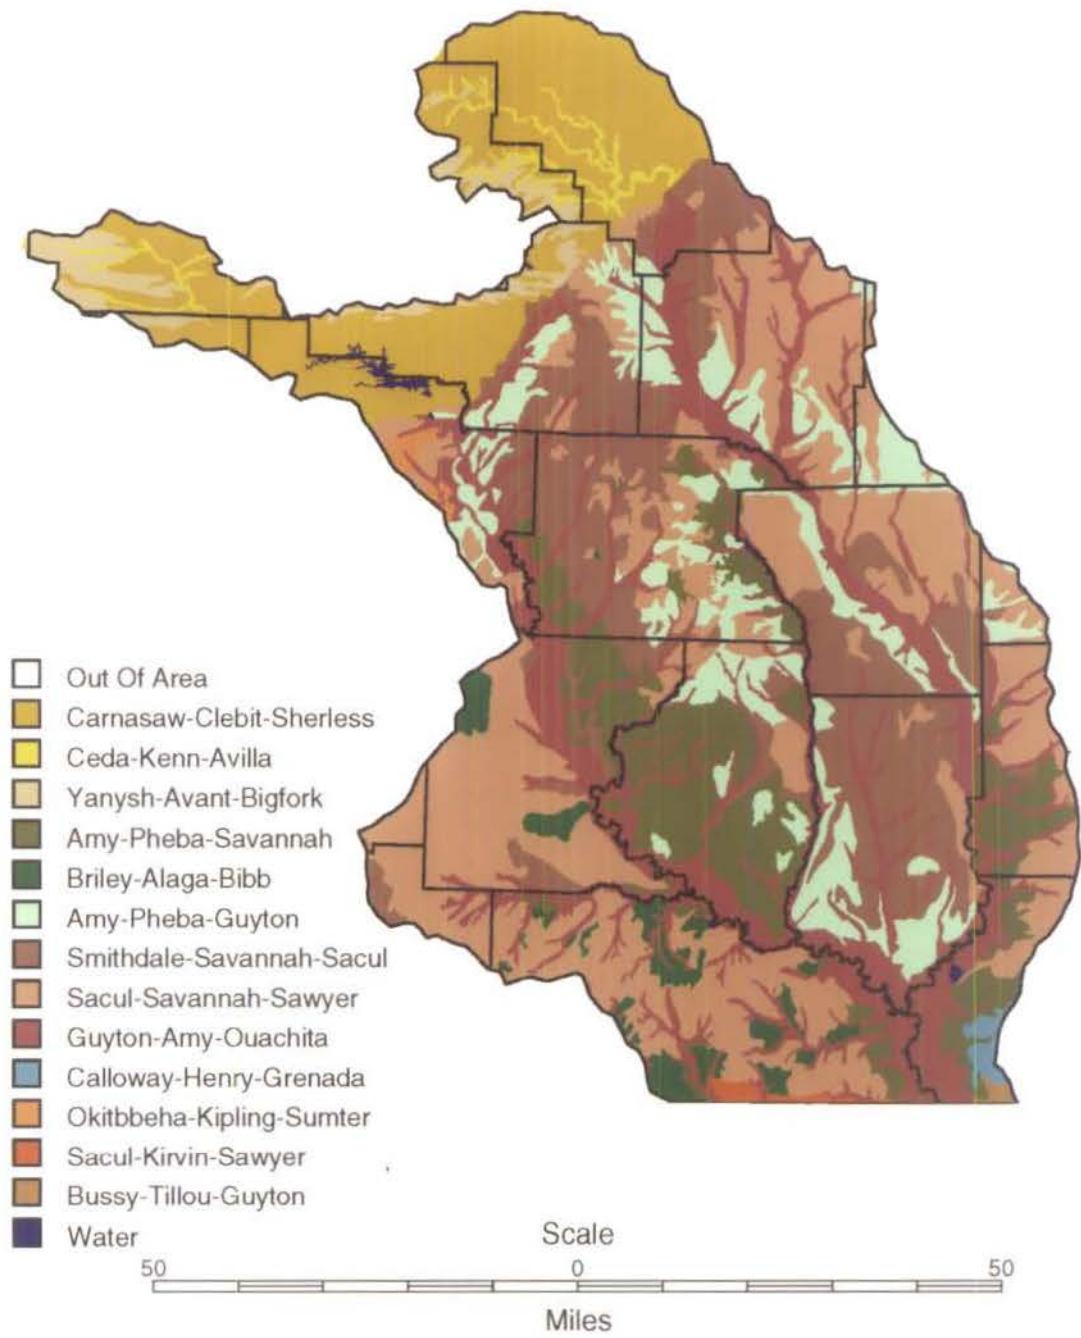 Out Of Area
Carnasaw-Clebit-Sherless
Ceda-Kenn-Avilla
Yanysh-Avant-Bigfork
Amy-Pheba-Savannah
Briley-Alaga-Bibb
Amy-Pheba-Guyton
Smithdale-Savannah-Sacul
Sacul-Savannah-Sawyer
Guyton-Amy-Ouachita
Calloway-Henry-Grenada
Okitbbeha-Kipling-Sumter
Sacul-Kirvin-Sawyer
Bussy-Tillou-Guyton
Water
Scale
50 0 50
Miles